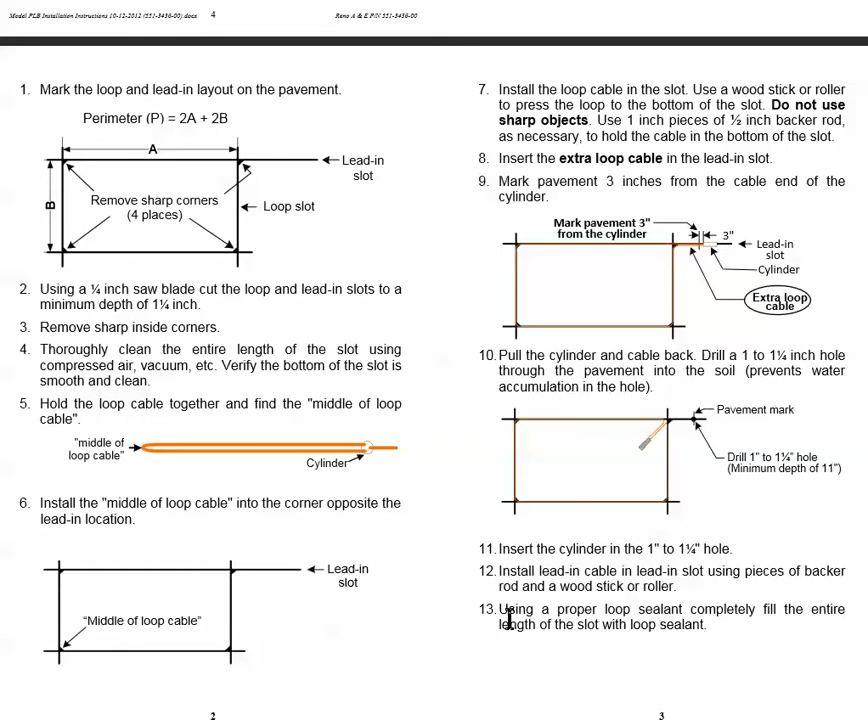 Model PLB Installation Instructions 10-12-2012 (551-3436-00).docx 4 Reno A & E P/N 551-3436-00
1. Mark the loop and lead-in layout on the pavement.
Perimeter (P) = 2A + 2B
A
Lead-in
slot
B
Remove sharp corners
(4 places)
Loop slot
2. Using a ¼ inch saw blade cut the loop and lead-in slots to a
minimum depth of 1¼ inch.
3. Remove sharp inside corners.
4. Thoroughly clean the entire length of the slot using
compressed air, vacuum, etc. Verify the bottom of the slot is
smooth and clean.
5. Hold the loop cable together and find the "middle of loop
cable".
"middle of
loop cable"
Cylinder
6. Install the "middle of loop cable" into the corner opposite the
lead-in location.
Lead-in
slot
"Middle of loop cable"
2
7. Install the loop cable in the slot. Use a wood stick or roller
to press the loop to the bottom of the slot. Do not use
sharp objects. Use 1 inch pieces of ½ inch backer rod,
as necessary, to hold the cable in the bottom of the slot.
8. Insert the extra loop cable in the lead-in slot.
9. Mark pavement 3 inches from the cable end of the
cylinder.
Mark pavement 3"
from the cylinder
3"
Lead-in
slot
Cylinder
Extra loop
cable
10. Pull the cylinder and cable back. Drill a 1 to 1¼ inch hole
through the pavement into the soil (prevents water
accumulation in the hole).
Pavement mark
Drill 1" to 1¼" hole
(Minimum depth of 11")
11. Insert the cylinder in the 1" to 1¼" hole.
12. Install lead-in cable in lead-in slot using pieces of backer
rod and a wood stick or roller.
13. Using a proper loop sealant completely fill the entire
length of the slot with loop sealant.
3